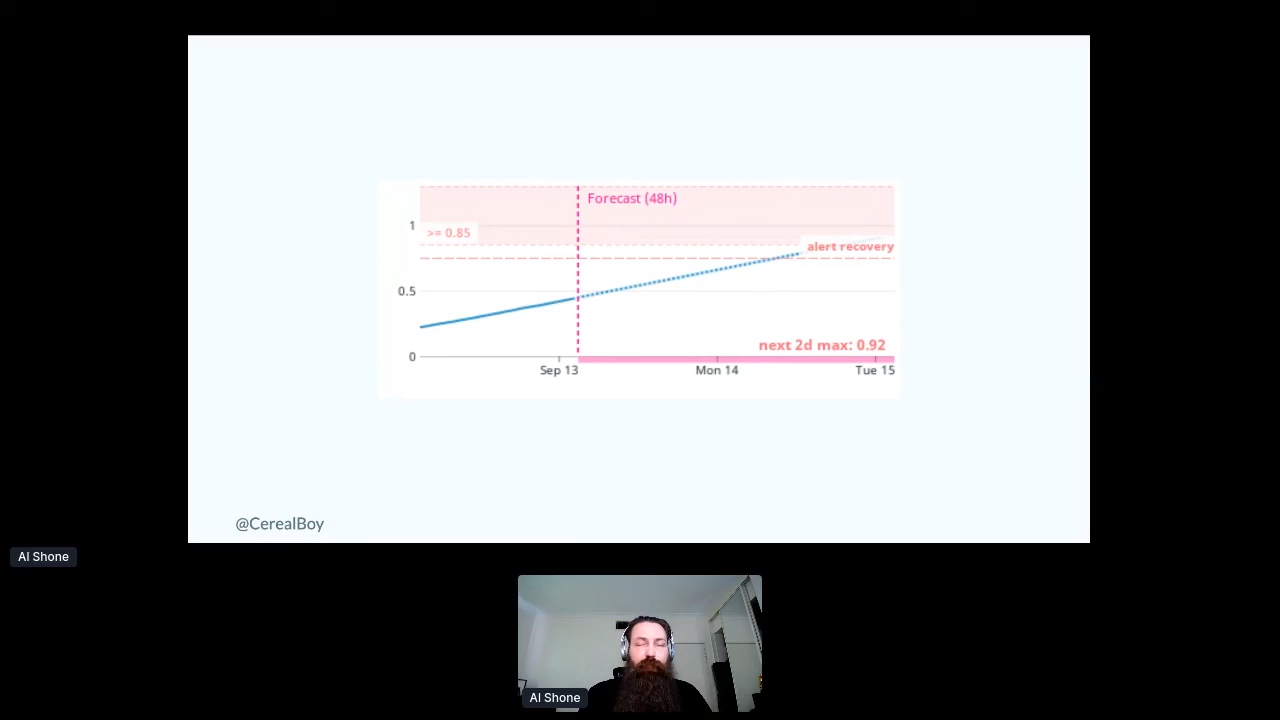 Forecast (48h)
1
>= 0.85
alert recovery
0.5
next 2d max: 0.92
0
Sep 13
Mon 14
Tue 15
@CerealBoy
Al Shone
Al Shone